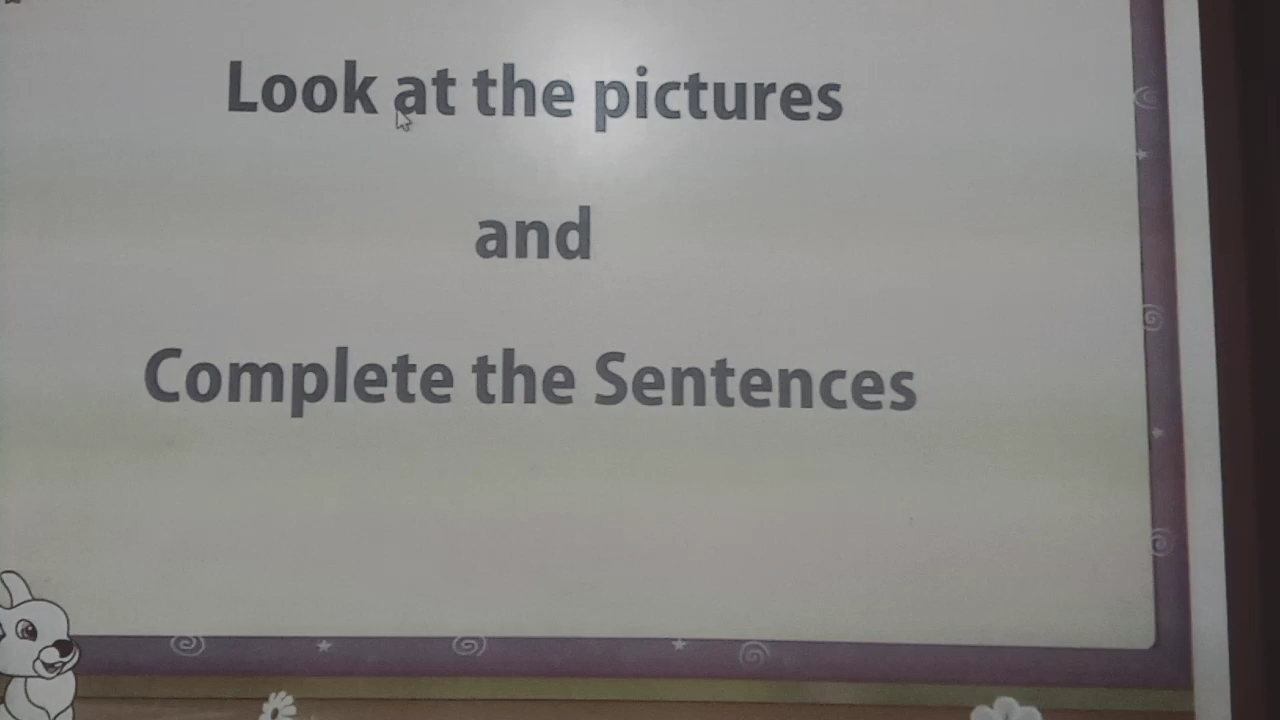 Look at the pictures
and
Complete the Sentences